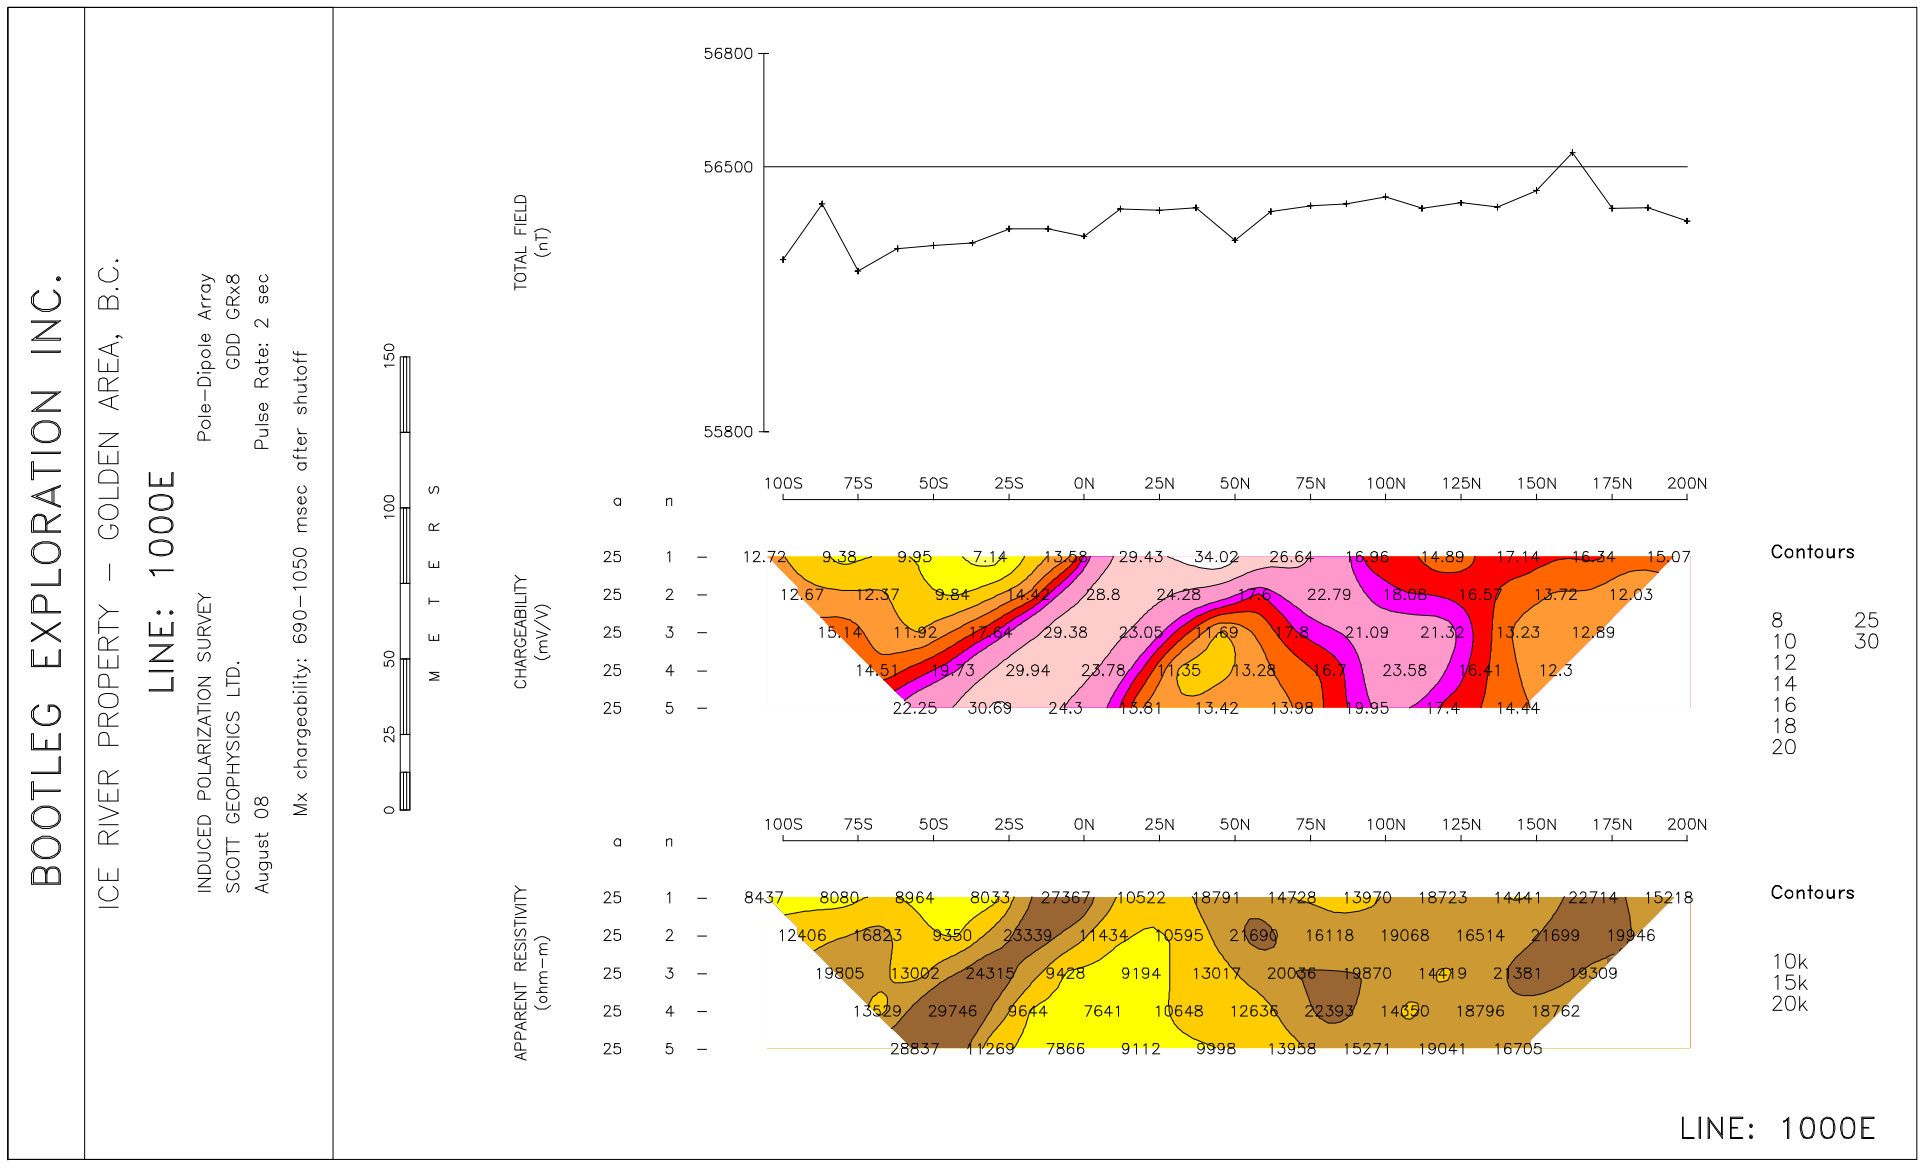 BOOTLEG EXPLORATION INC.
ICE RIVER PROPERTY - GOLDEN AREA, B.C.
LINE: 1000E
INDUCED POLARIZATION SURVEY Pole-Dipole Array
SCOTT GEOPHYSICS LTD. GDD GRx8
August 08 Pulse Rate: 2 sec
Mx chargeability: 690-1050 msec after shutoff
0 25 50 100 150
METERS
56800
56500
55800
TOTAL FIELD
(nT)
100S 75S 50S 25S 0N 25N 50N 75N 100N 125N 150N 175N 200N
a n
CHARGEABILITY
(mV/V)
25 1 - 12.72 9.38 9.95 7.14 13.58 29.43 34.02 26.64 16.96 14.89 17.14 16.34 15.07
25 2 - 12.67 12.37 9.84 14.42 28.8 24.28 17.6 22.79 18.08 16.57 13.72 12.03
25 3 - 15.14 11.92 17.64 29.38 23.05 11.69 17.8 21.09 21.32 13.23 12.89
25 4 - 14.51 19.73 29.94 23.78 11.35 13.28 16.7 23.58 16.41 12.3
25 5 - 22.25 30.69 24.3 13.81 13.42 13.98 19.95 17.4 14.44
Contours
8 25
10 30
12
14
16
18
20
100S 75S 50S 25S 0N 25N 50N 75N 100N 125N 150N 175N 200N
a n
APPARENT RESISTIVITY
(ohm-m)
25 1 - 8437 8080 8964 8033 27367 10522 18791 14728 13970 18723 14441 22714 15218
25 2 - 12406 16823 9350 23339 11434 10595 21690 16118 19068 16514 21699 19946
25 3 - 19805 13002 24315 9428 9194 13017 20036 19870 14419 21381 19309
25 4 - 13529 29746 9644 7641 10648 12636 22393 14350 18796 18762
25 5 - 28837 11269 7866 9112 9998 13958 15271 19041 16705
Contours
10k
15k
20k
LINE: 1000E